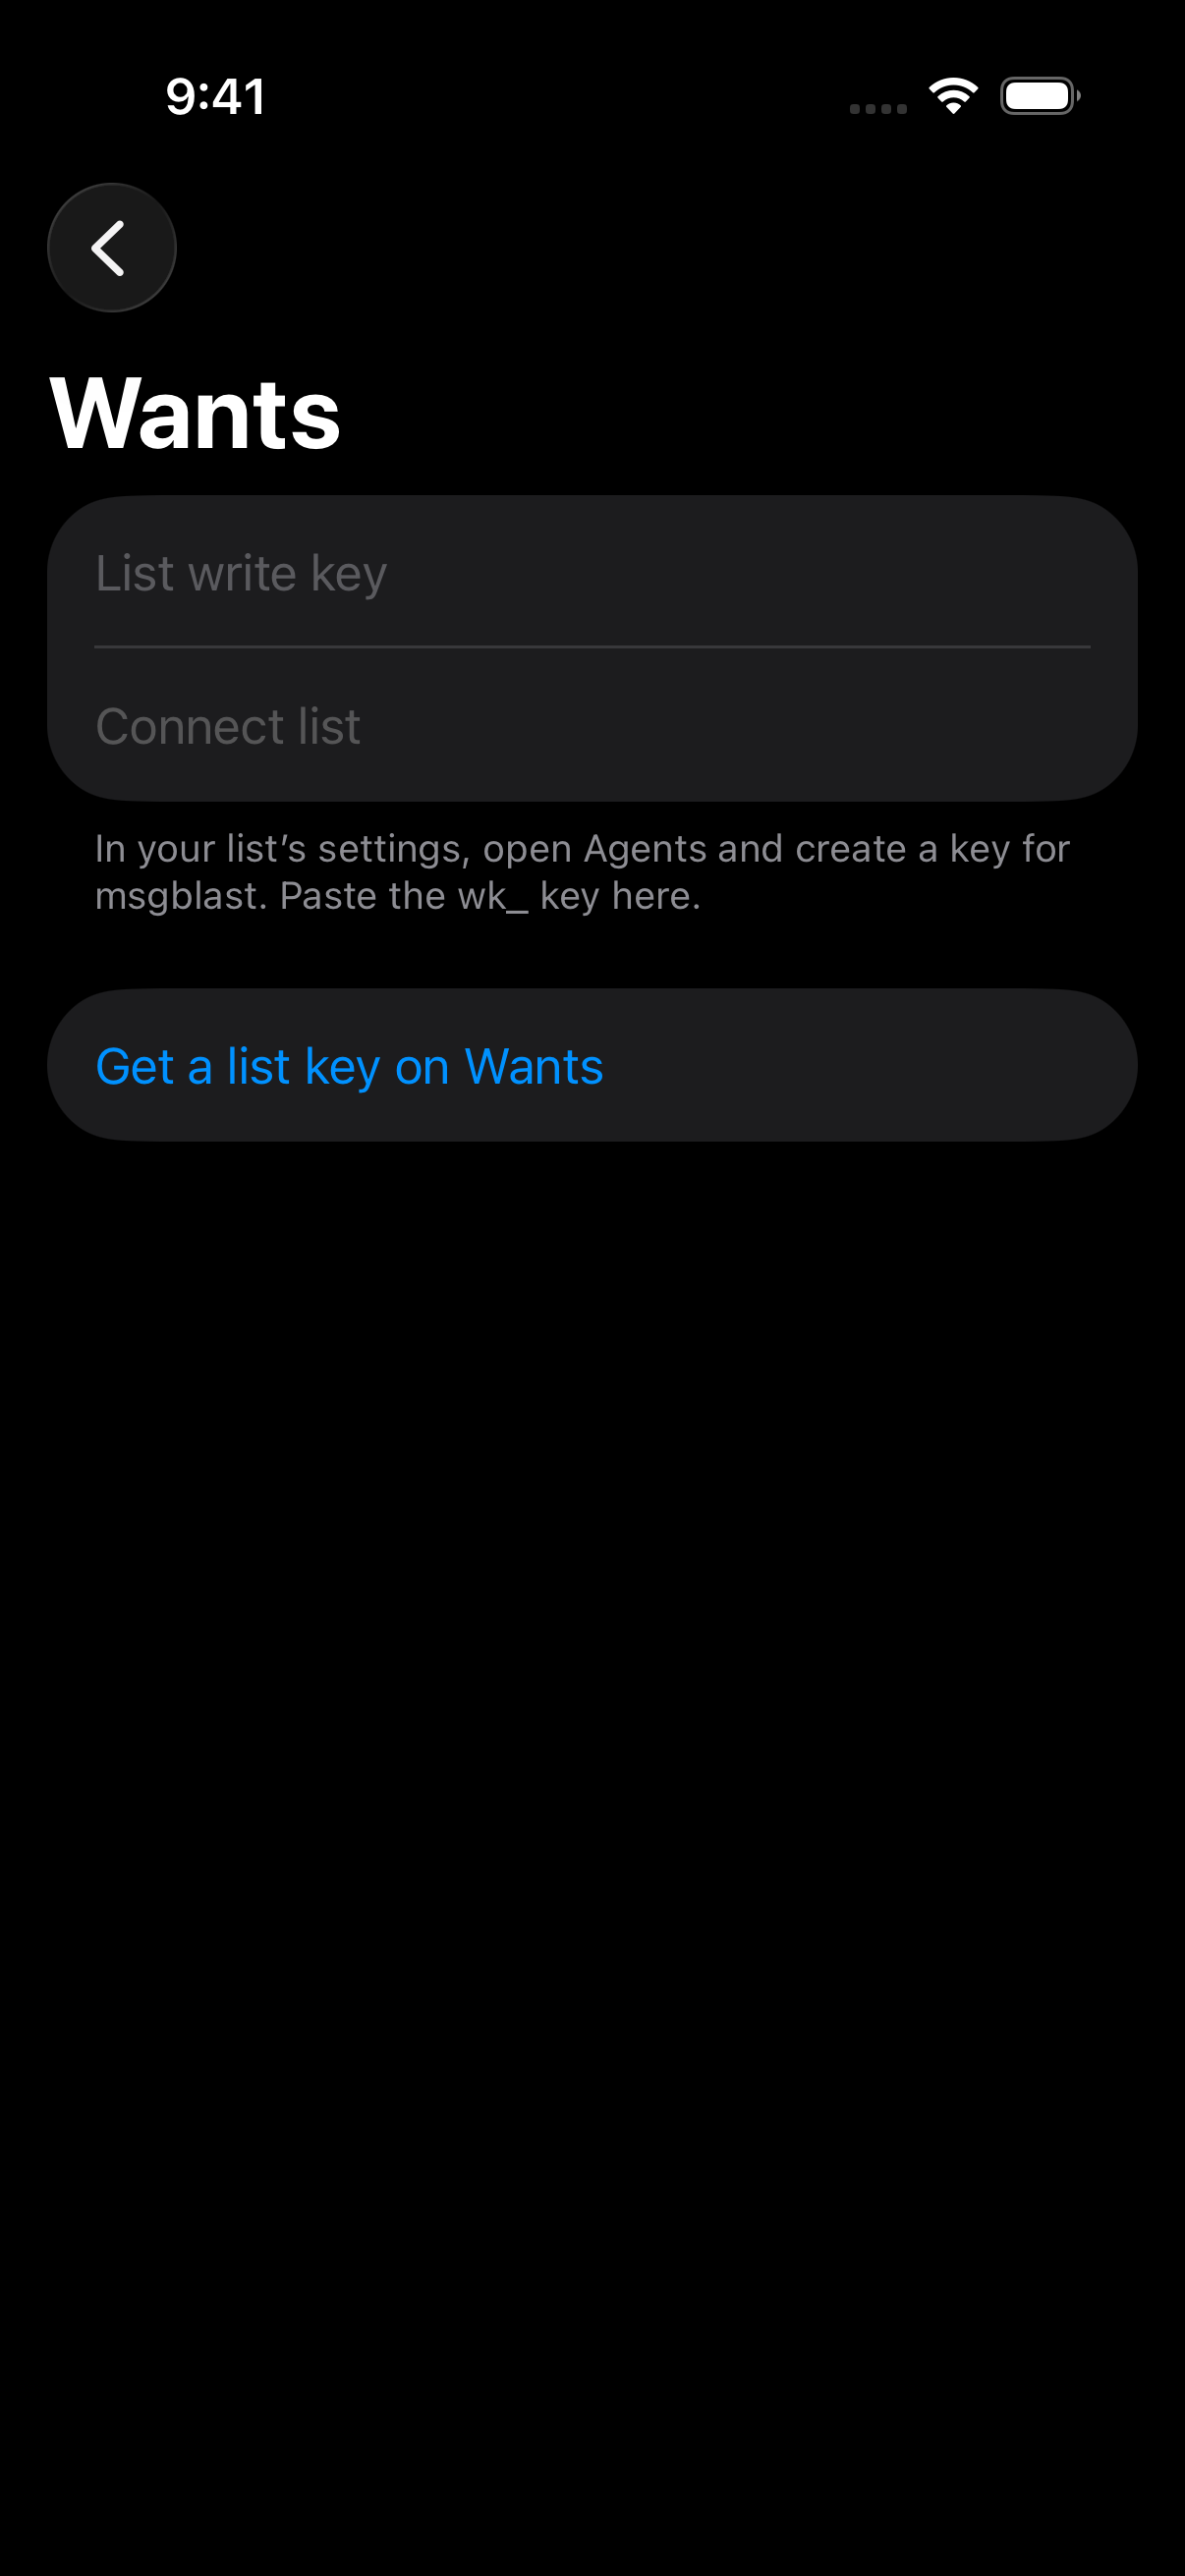 9:41
Wants
List write key
Connect list
In your list’s settings, open Agents and create a key for
msgblast. Paste the wk_ key here.
Get a list key on Wants